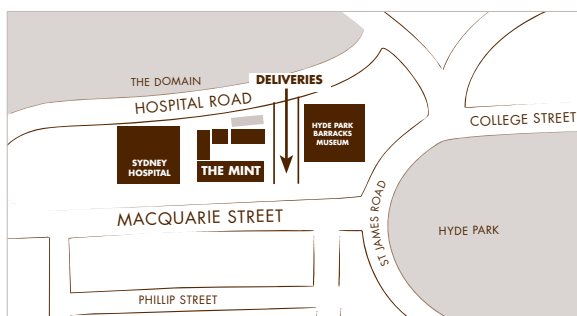 THE DOMAIN
DELIVERIES
HOSPITAL ROAD
COLLEGE STREET
HYDE PARK
BARRACKS
MUSEUM
SYDNEY
HOSPITAL
THE MINT
MACQUARIE STREET
ST JAMES ROAD
HYDE PARK
PHILLIP STREET